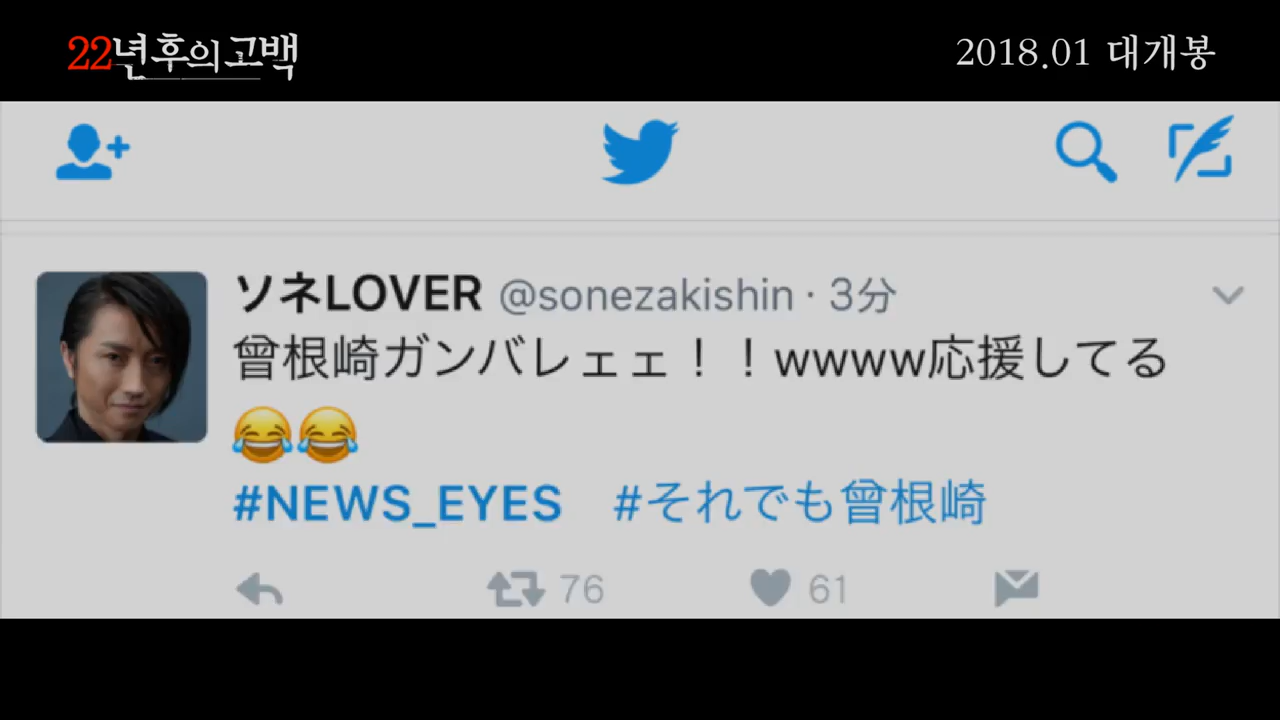 22년후의고백
2018.01 대개봉
ソネLOVER @sonezakishin · 3分
曾根崎ガンバレェェ！！wwww応援してる
😂😂
#NEWS_EYES #それでも曾根崎
76 61